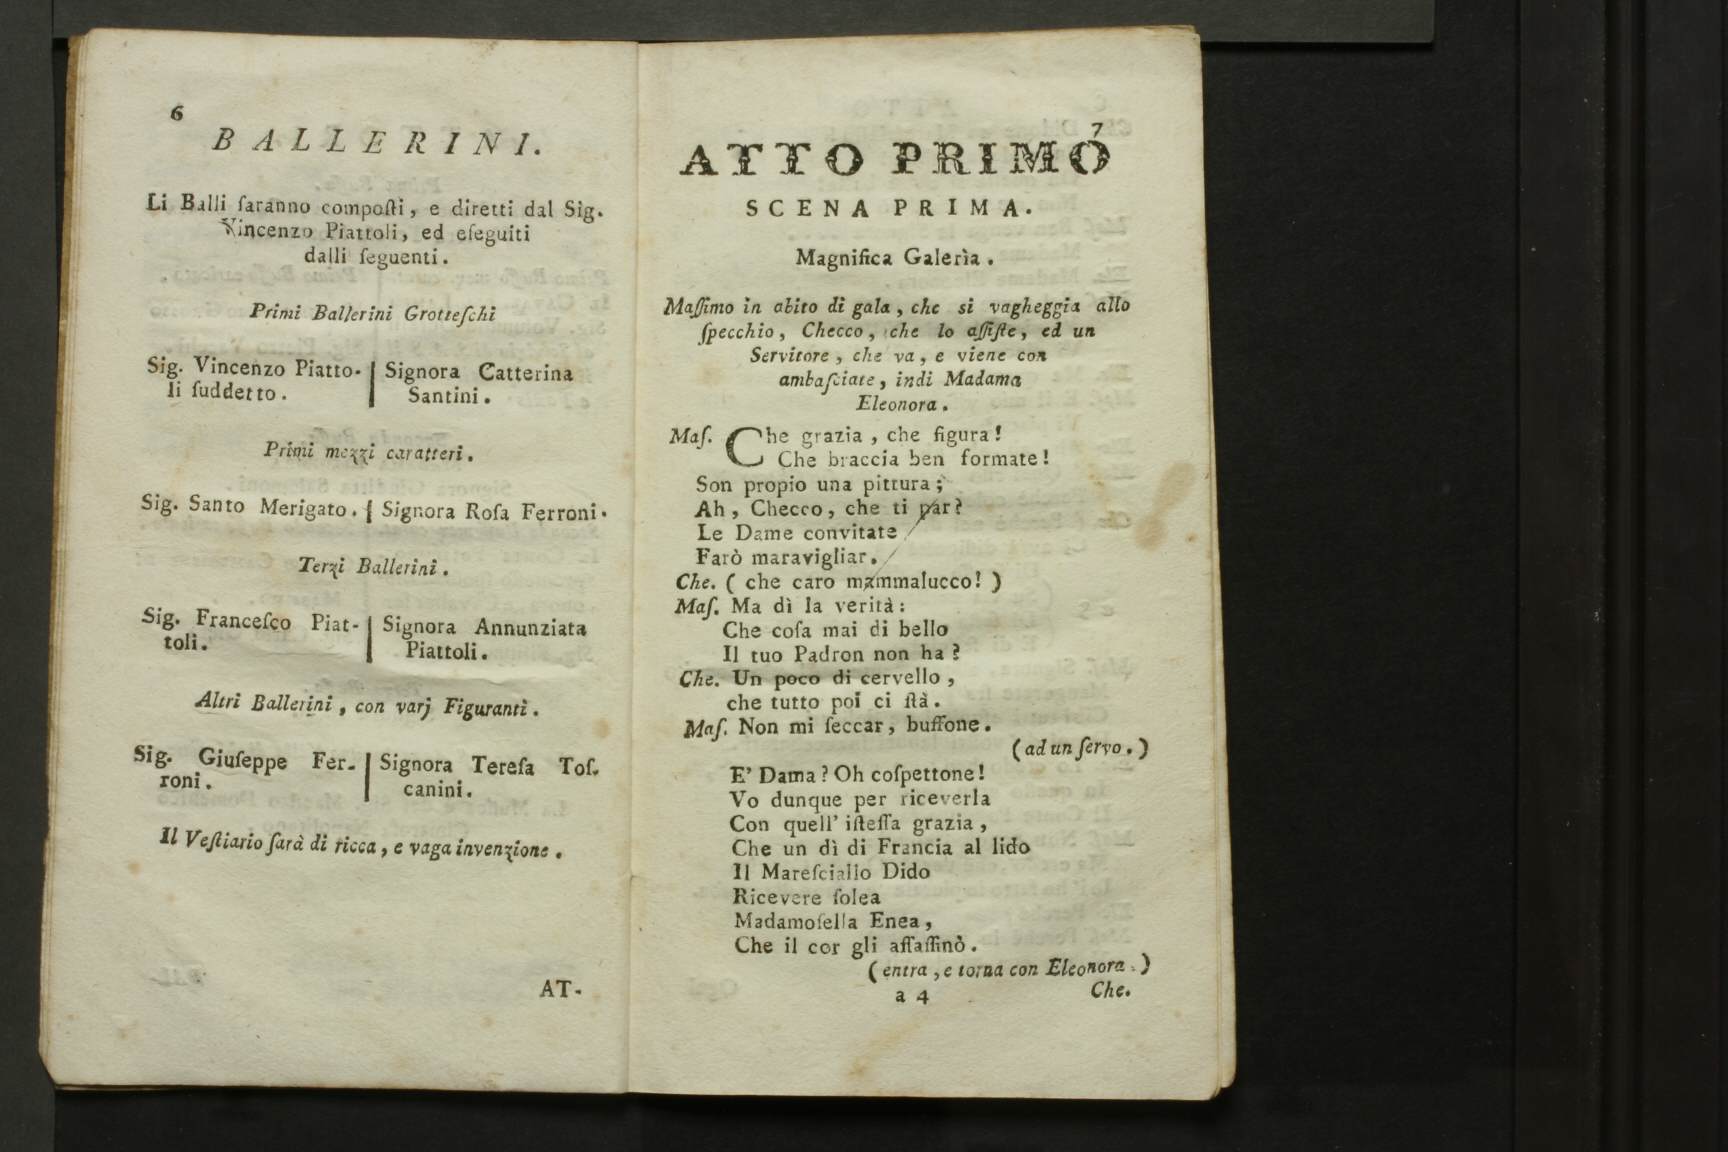 6
BALLERINI.
Li Balli ſaranno compoſti, e diretti dal Sig.
Vincenzo Piattoli, ed eſeguiti
dalli ſeguenti.
Primi Ballerini Grotteſchi
Sig. Vincenzo Piatto-
li ſuddetto.
Signora Catterina
Santini.
Primi mezzi caratteri.
Sig. Santo Merigato. Signora Roſa Ferroni.
Terzi Ballerini.
Sig. Franceſco Piat-
toli.
Signora Annunziata
Piattoli.
Altri Ballerini, con varj Figuranti.
Sig. Giuſeppe Fer-
roni.
Signora Tereſa Toſ.
canini.
Il Veſtiario ſarà di ricca, e vaga invenzione.
AT-
7
ATTO PRIMO
SCENA PRIMA.
Magnifica Galerìa.
Maſſimo in abito di gala, che si vagheggia allo
ſpecchio, Checco, che lo aſſiſte, ed un
Servitore, che va, e viene con
ambaſciate, indi Madama
Eleonora.
Maſ. Che grazia, che figura!
Che braccia ben formate!
Son propio una pittura;
Ah, Checco, che ti par?
Le Dame convitate
Farò maravigliar.
Che. (che caro mammalucco!)
Maſ. Ma dì la verità:
Che coſa mai di bello
Il tuo Padron non ha?
Che. Un poco di cervello,
che tutto poi ci ſtà.
Maſ. Non mi ſeccar, buffone.
(ad un ſervo.)
E' Dama? Oh coſpettone!
Vo dunque per riceverla
Con quell' iſteſſa grazia,
Che un dì di Francia al lido
Il Mareſciallo Dido
Ricevere ſolea
Madamoſella Enea,
Che il cor gli aſſaſſinò.
(entra, e torna con Eleonora.)
a 4
Che.